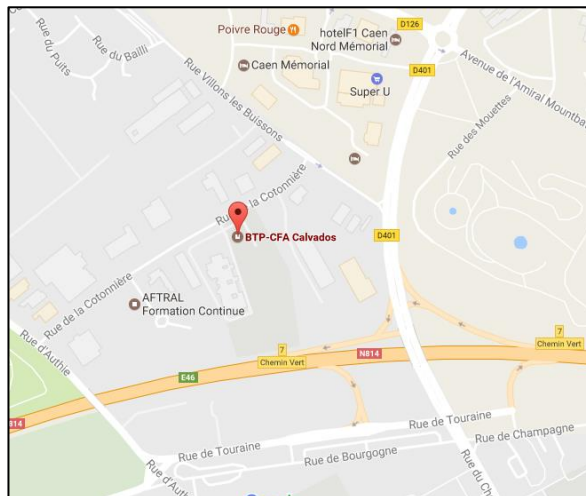 D126
Rue du Puits
Rue du Bailli
Poivre Rouge
hotelF1 Caen
Nord Mémorial
D401
Caen Mémorial
Avenue de l'Amiral Mountba
Super U
Rue Villons les Buissons
Rue des Mouettes
Rue de la Cotonnière
BTP-CFA Calvados
D401
AFTRAL
Formation Continue
Rue de la Cotonnière
Rue d'Authie
7
Chemin Vert
N814
7
Chemin Vert
E46
814
Rue de Touraine
Rue de Touraine
Rue de Champagne
Rue de Bourgogne
Rue d'Authie
Rue du Ch